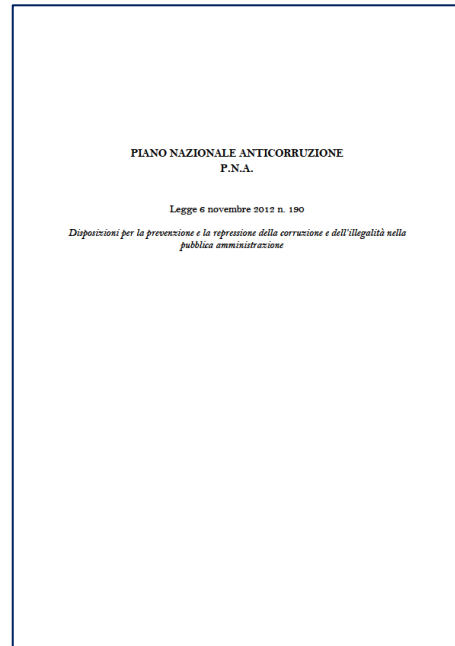 PIANO NAZIONALE ANTICORRUZIONE
P.N.A.
Legge 6 novembre 2012 n. 190
Disposizioni per la prevenzione e la repressione della corruzione e dell'illegalità nella
pubblica amministrazione